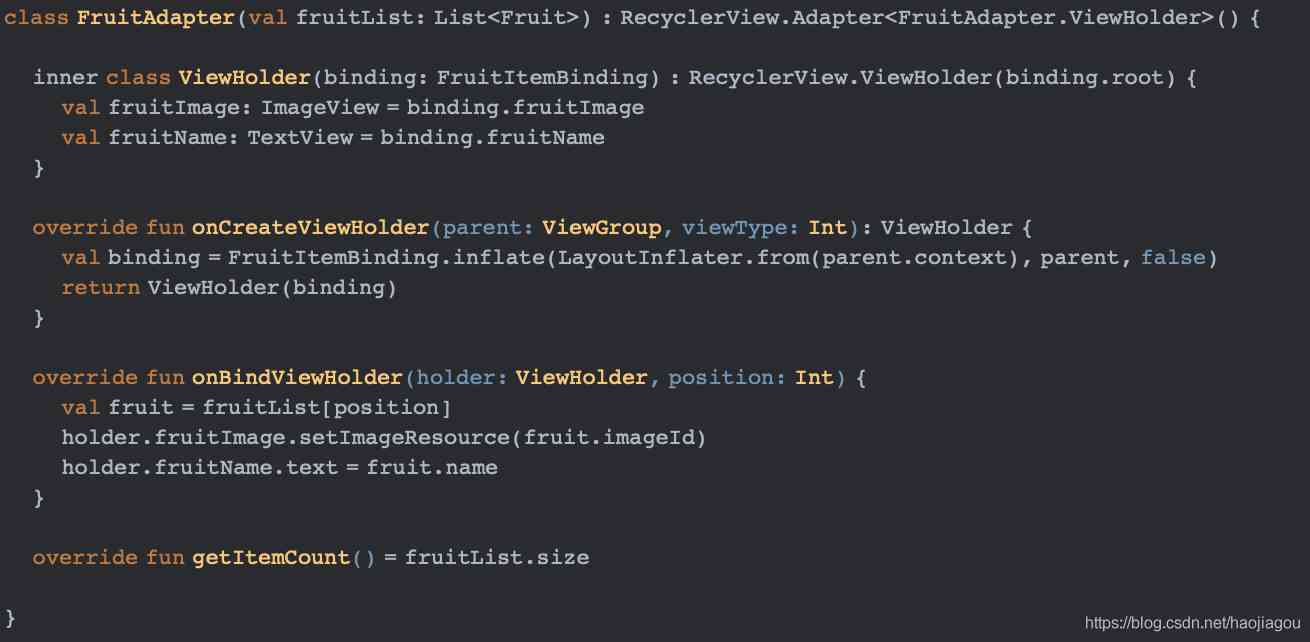 class FruitAdapter(val fruitList: List<Fruit>) : RecyclerView.Adapter<FruitAdapter.ViewHolder>() {
inner class ViewHolder(binding: FruitItemBinding) : RecyclerView.ViewHolder(binding.root) {
val fruitImage: ImageView = binding.fruitImage
val fruitName: TextView = binding.fruitName
}
override fun onCreateViewHolder(parent: ViewGroup, viewType: Int): ViewHolder {
val binding = FruitItemBinding.inflate(LayoutInflater.from(parent.context), parent, false)
return ViewHolder(binding)
}
override fun onBindViewHolder(holder: ViewHolder, position: Int) {
val fruit = fruitList[position]
holder.fruitImage.setImageResource(fruit.imageId)
holder.fruitName.text = fruit.name
}
override fun getItemCount() = fruitList.size
}
https://blog.csdn.net/haojiagou